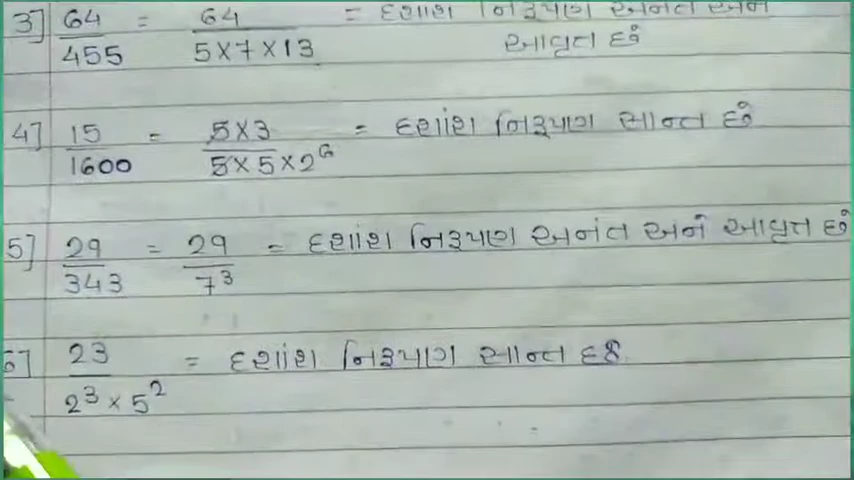 3] 64/455 = 64/5×7×13 = દશાંશ નિરૂપણ અનંત અને
આવૃત છે
4] 15/1600 = 5×3/5×5×2⁶ = દશાંશ નિરૂપણ સાન્ત છે
5] 29/343 = 29/7³ = દશાંશ નિરૂપણ અનંત અને આવૃત છે
6] 23/2³×5² = દશાંશ નિરૂપણ સાન્ત